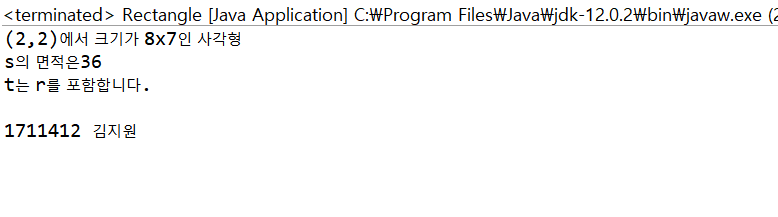 <terminated> Rectangle [Java Application] C:₩Program Files₩Java₩jdk-12.0.2₩bin₩javaw.exe (2
(2,2)에서 크기가 8x7인 사각형
s의 면적은36
t는 r를 포함합니다.
1711412 김지원